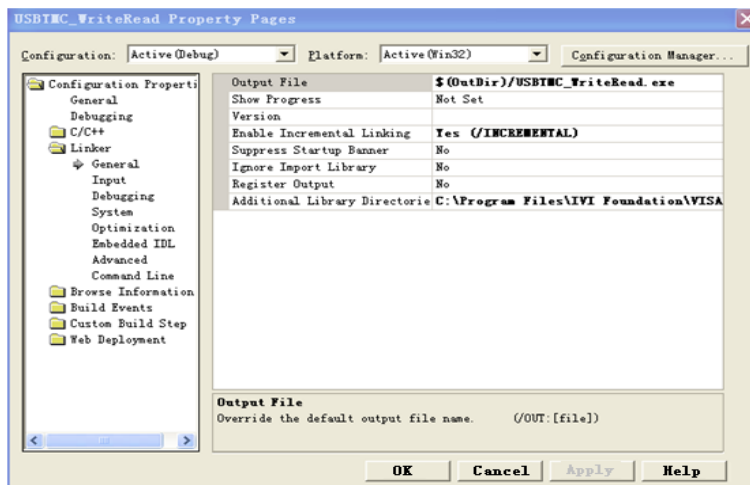 USBTMC_WriteRead Property Pages
Configuration: Active(Debug) Platform: Active(Win32) Configuration Manager...
Configuration Properti
General
Debugging
C/C++
Linker
General
Input
Debugging
System
Optimization
Embedded IDL
Advanced
Command Line
Browse Information
Build Events
Custom Build Step
Web Deployment
Output File $(OutDir)/USBTMC_WriteRead.exe
Show Progress Not Set
Version
Enable Incremental Linking Yes (/INCREMENTAL)
Suppress Startup Banner No
Ignore Import Library No
Register Output No
Additional Library Directorie C:\Program Files\IVI Foundation\VISA
Output File
Override the default output file name. (/OUT:[file])
OK Cancel Apply Help